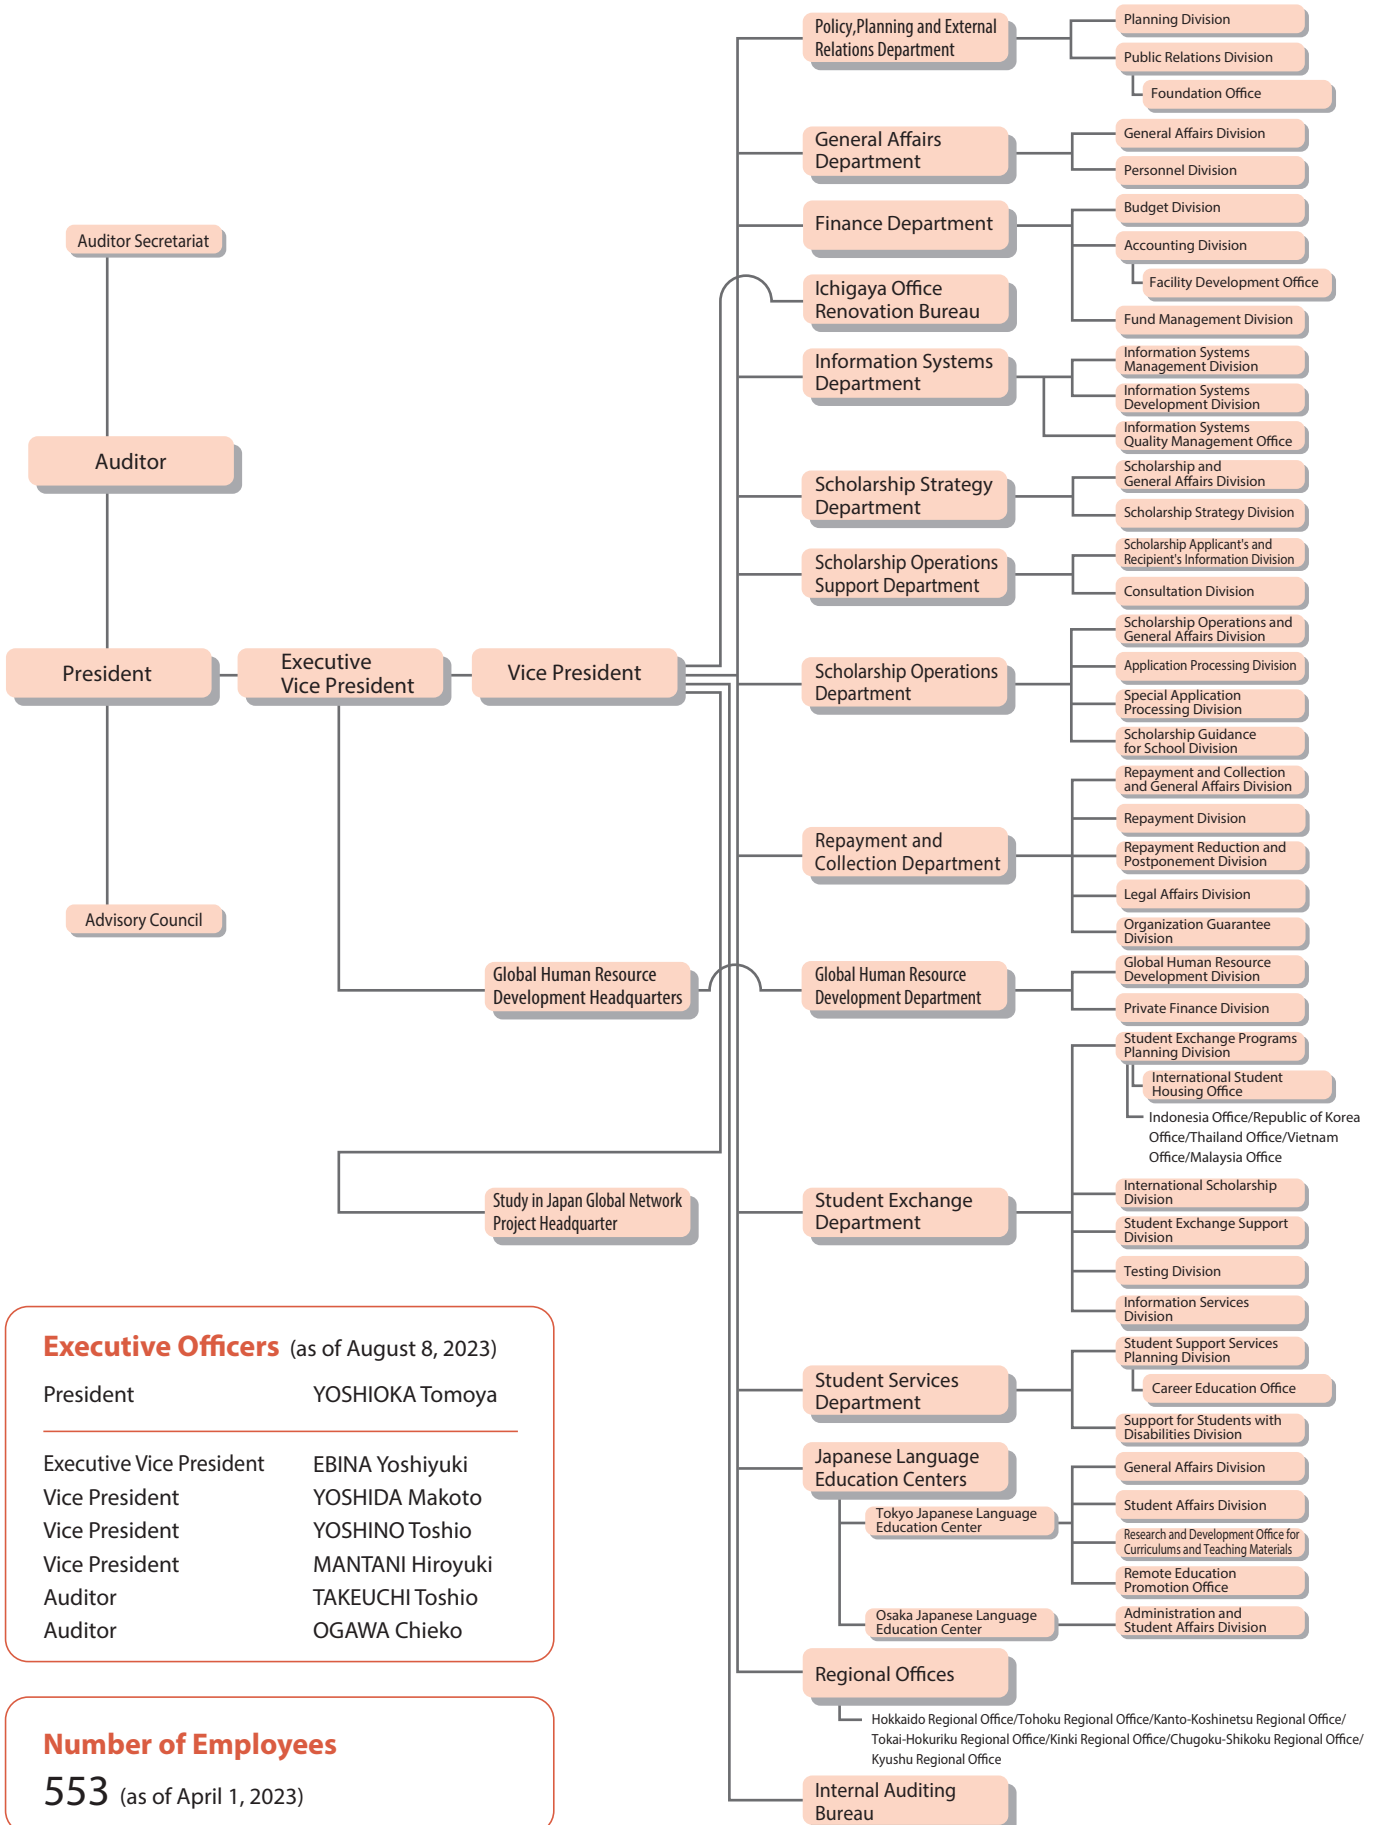 Auditor Secretariat
Auditor
President
Executive
Vice President
Vice President
Advisory Council
Global Human Resource
Development Headquarters
Study in Japan Global Network
Project Headquarter
Policy,Planning and External
Relations Department
Planning Division
Public Relations Division
Foundation Office
General Affairs
Department
General Affairs Division
Personnel Division
Finance Department
Budget Division
Accounting Division
Facility Development Office
Fund Management Division
Ichigaya Office
Renovation Bureau
Information Systems
Department
Information Systems
Management Division
Information Systems
Development Division
Information Systems
Quality Management Office
Scholarship Strategy
Department
Scholarship and
General Affairs Division
Scholarship Strategy Division
Scholarship Operations
Support Department
Scholarship Applicant's and
Recipient's Information Division
Consultation Division
Scholarship Operations
Department
Scholarship Operations and
General Affairs Division
Application Processing Division
Special Application
Processing Division
Scholarship Guidance
for School Division
Repayment and
Collection Department
Repayment and Collection
and General Affairs Division
Repayment Division
Repayment Reduction and
Postponement Division
Legal Affairs Division
Organization Guarantee
Division
Global Human Resource
Development Department
Global Human Resource
Development Division
Private Finance Division
Student Exchange
Department
Student Exchange Programs
Planning Division
International Student
Housing Office
Indonesia Office/Republic of Korea
Office/Thailand Office/Vietnam
Office/Malaysia Office
International Scholarship
Division
Student Exchange Support
Division
Testing Division
Information Services
Division
Student Services
Department
Student Support Services
Planning Division
Career Education Office
Support for Students with
Disabilities Division
Japanese Language
Education Centers
Tokyo Japanese Language
Education Center
General Affairs Division
Student Affairs Division
Research and Development Office for
Curriculums and Teaching Materials
Remote Education
Promotion Office
Osaka Japanese Language
Education Center
Administration and
Student Affairs Division
Regional Offices
Hokkaido Regional Office/Tohoku Regional Office/Kanto-Koshinetsu Regional Office/
Tokai-Hokuriku Regional Office/Kinki Regional Office/Chugoku-Shikoku Regional Office/
Kyushu Regional Office
Internal Auditing
Bureau
Executive Officers (as of August 8, 2023)
President YOSHIOKA Tomoya
Executive Vice President EBINA Yoshiyuki
Vice President YOSHIDA Makoto
Vice President YOSHINO Toshio
Vice President MANTANI Hiroyuki
Auditor TAKEUCHI Toshio
Auditor OGAWA Chieko
Number of Employees
553 (as of April 1, 2023)